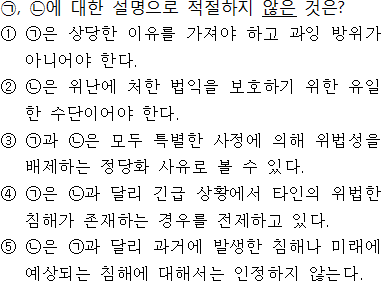 ㉠, ㉡에 대한 설명으로 적절하지 않은 것은?
① ㉠은 상당한 이유를 가져야 하고 과잉 방위가
아니어야 한다.
② ㉡은 위난에 처한 법익을 보호하기 위한 유일
한 수단이어야 한다.
③ ㉠과 ㉡은 모두 특별한 사정에 의해 위법성을
배제하는 정당화 사유로 볼 수 있다.
④ ㉠은 ㉡과 달리 긴급 상황에서 타인의 위법한
침해가 존재하는 경우를 전제하고 있다.
⑤ ㉡은 ㉠과 달리 과거에 발생한 침해나 미래에
예상되는 침해에 대해서는 인정하지 않는다.